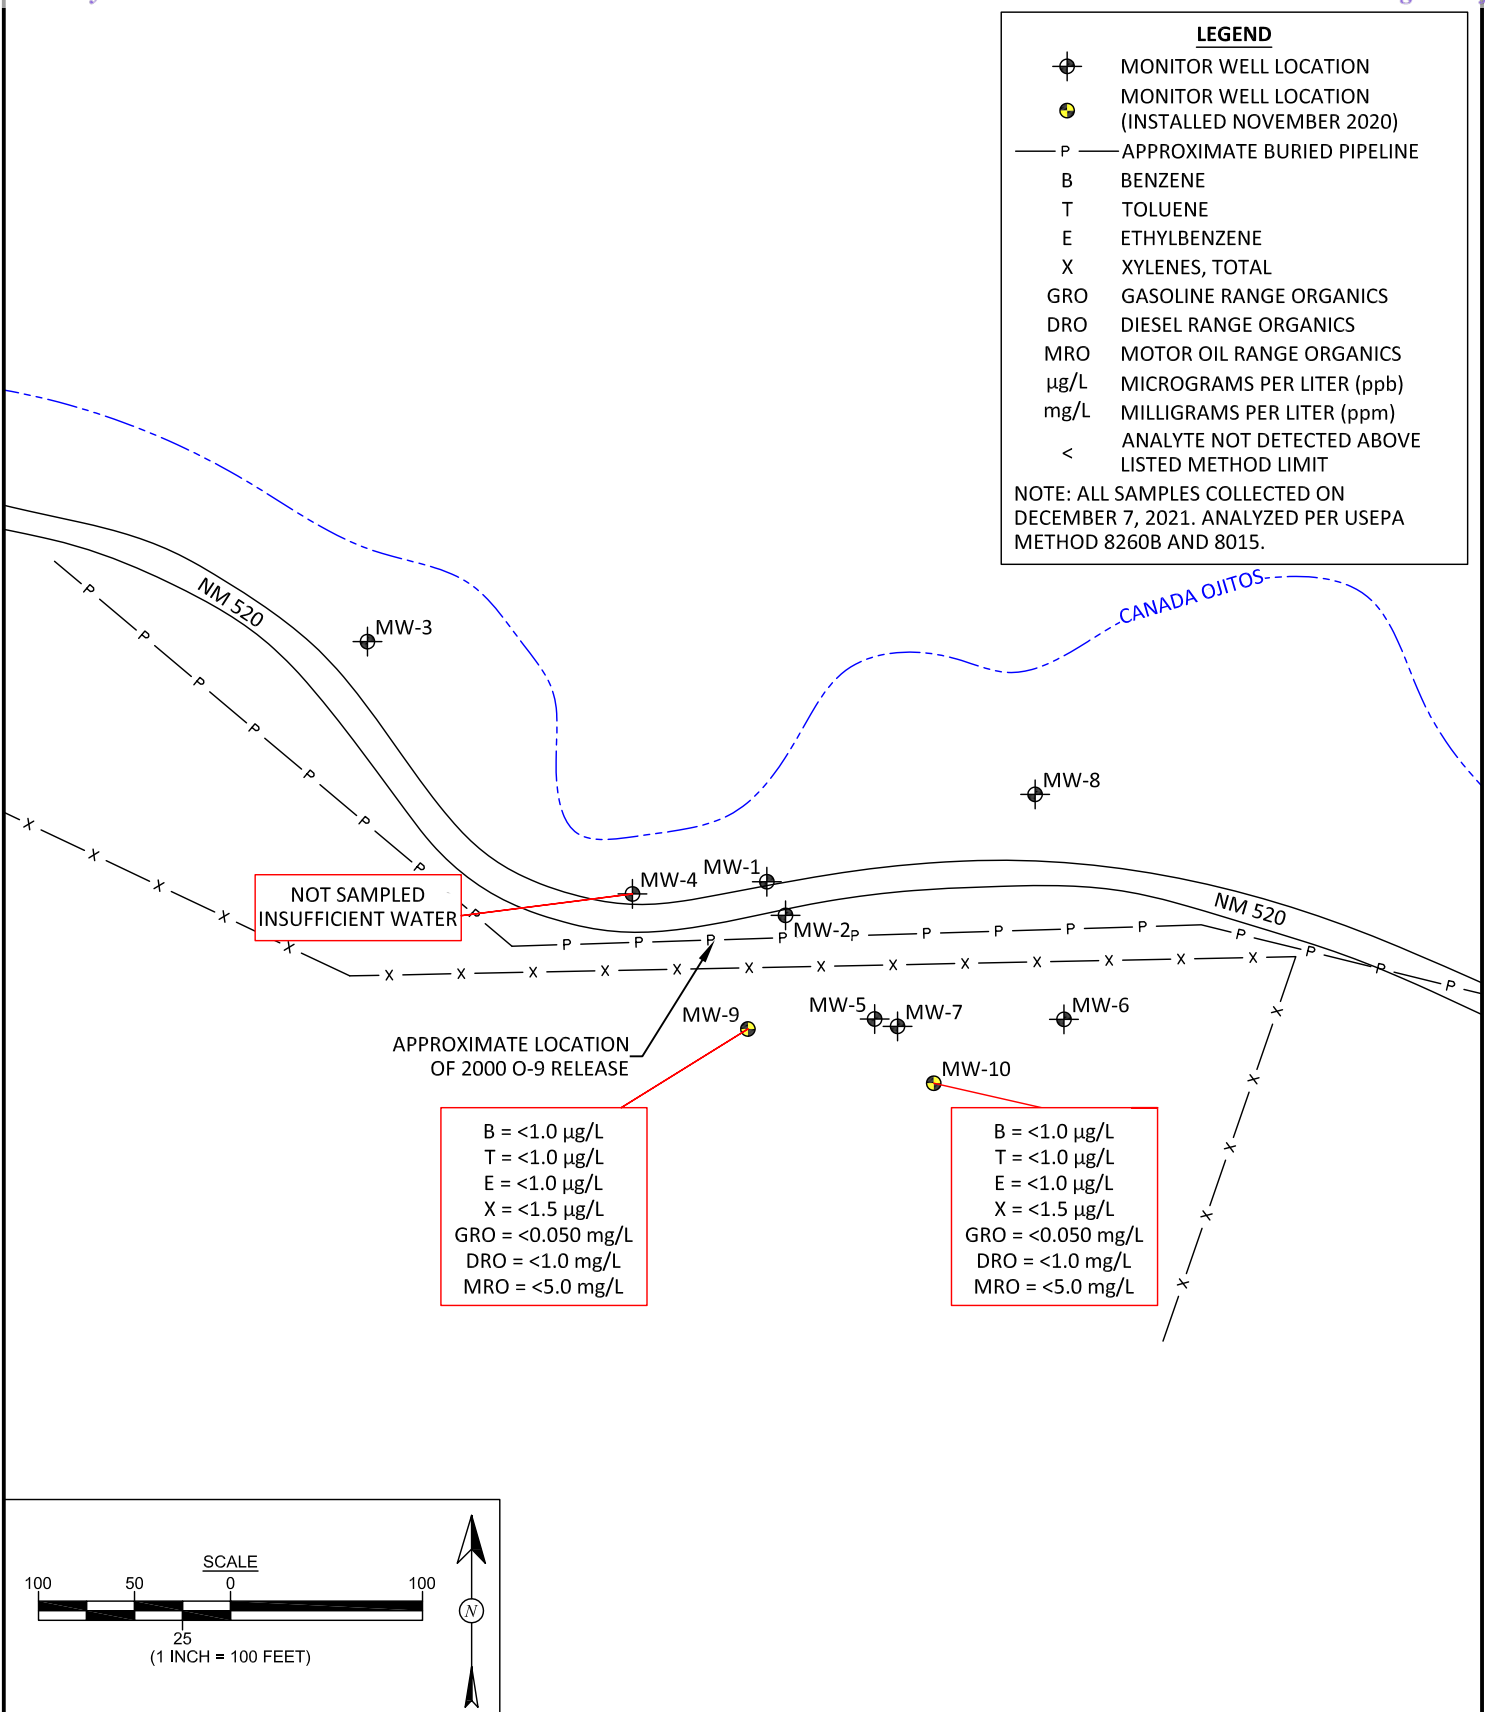 LEGEND
MONITOR WELL LOCATION
MONITOR WELL LOCATION
(INSTALLED NOVEMBER 2020)
P APPROXIMATE BURIED PIPELINE
B BENZENE
T TOLUENE
E ETHYLBENZENE
X XYLENES, TOTAL
GRO GASOLINE RANGE ORGANICS
DRO DIESEL RANGE ORGANICS
MRO MOTOR OIL RANGE ORGANICS
µg/L MICROGRAMS PER LITER (ppb)
mg/L MILLIGRAMS PER LITER (ppm)
< ANALYTE NOT DETECTED ABOVE
LISTED METHOD LIMIT
NOTE: ALL SAMPLES COLLECTED ON
DECEMBER 7, 2021. ANALYZED PER USEPA
METHOD 8260B AND 8015.
CANADA OJITOS
NM 520
MW-3
MW-8
MW-1
MW-4
NOT SAMPLED
INSUFFICIENT WATER
NM 520
MW-2
P P P P P P P P P P P P P P P P P P P P P
X X X X X X X X X X X X X X X X X X X X X X X
MW-9
MW-5
MW-7
MW-6
APPROXIMATE LOCATION
OF 2000 O-9 RELEASE
MW-10
B = <1.0 µg/L
T = <1.0 µg/L
E = <1.0 µg/L
X = <1.5 µg/L
GRO = <0.050 mg/L
DRO = <1.0 mg/L
MRO = <5.0 mg/L
B = <1.0 µg/L
T = <1.0 µg/L
E = <1.0 µg/L
X = <1.5 µg/L
GRO = <0.050 mg/L
DRO = <1.0 mg/L
MRO = <5.0 mg/L
SCALE
100 50 0 100
25
(1 INCH = 100 FEET)
N